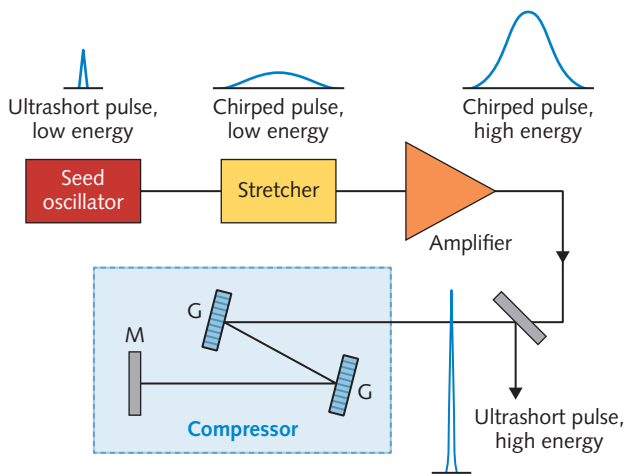 Ultrashort pulse,
low energy
Chirped pulse,
low energy
Chirped pulse,
high energy
Seed
oscillator
Stretcher
Amplifier
G
M
G
Compressor
Ultrashort pulse,
high energy